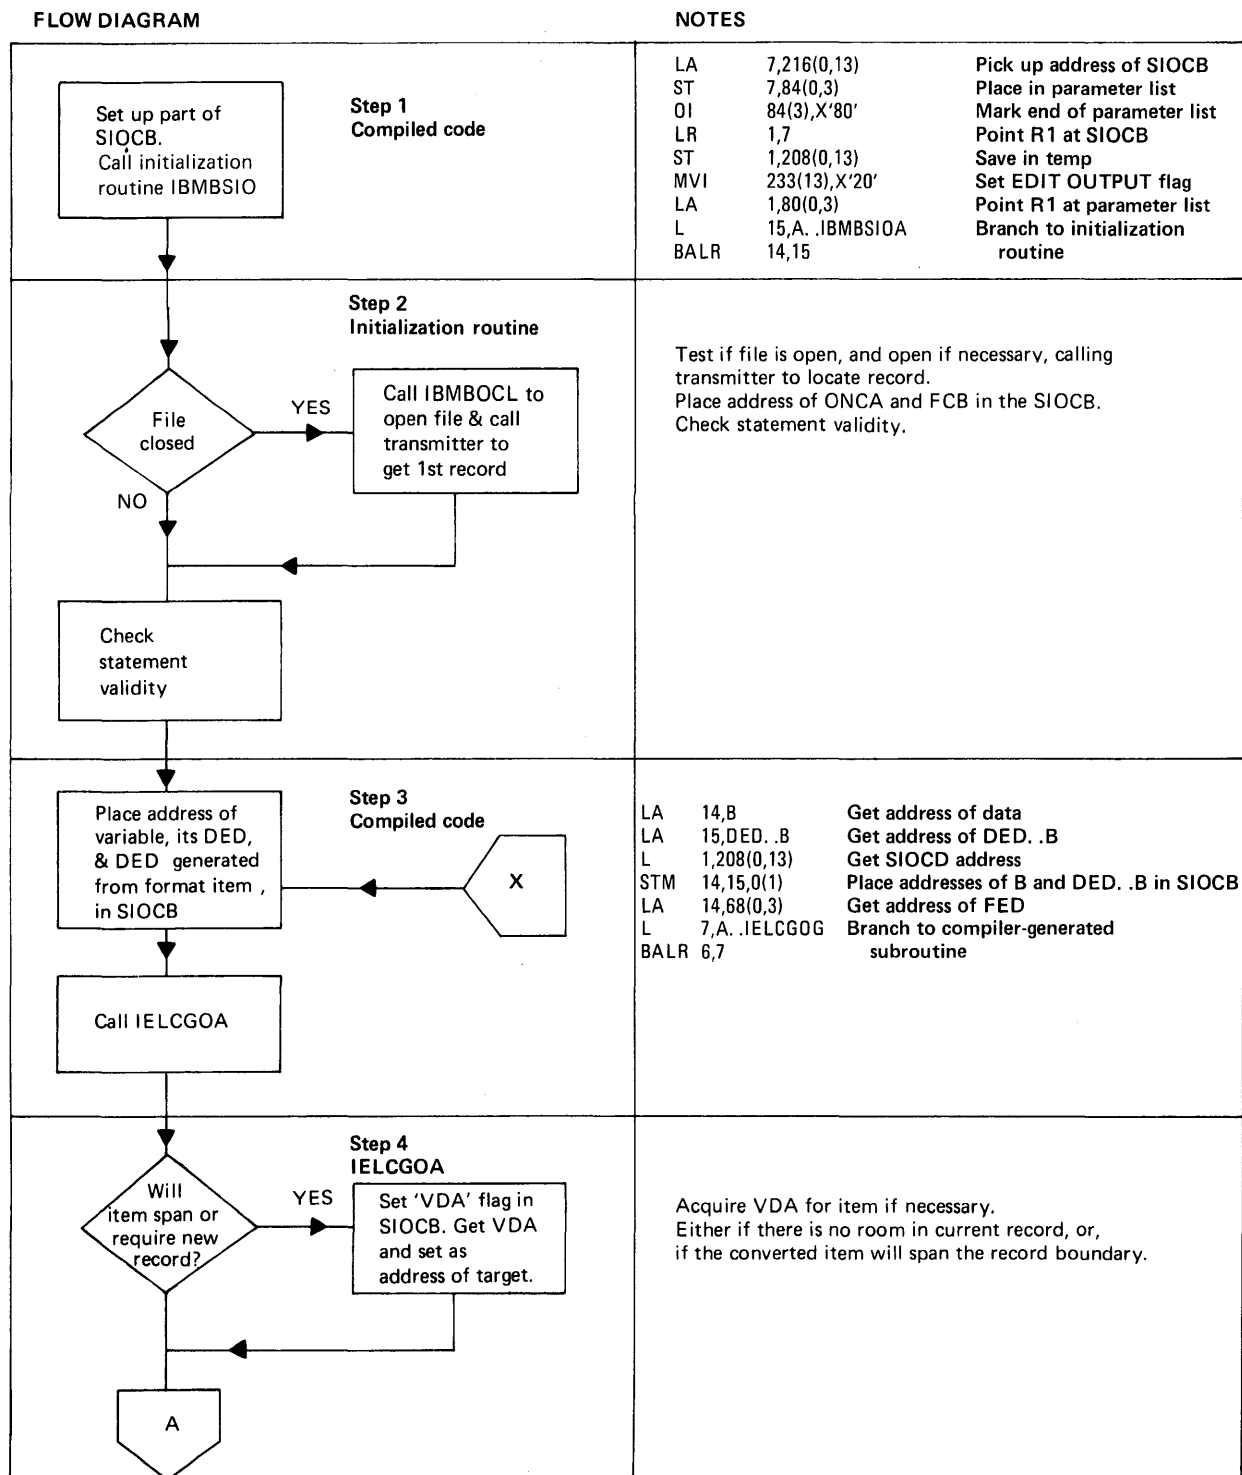 FLOW DIAGRAM
NOTES
Set up part of
SIOCB.
Call initialization
routine IBMBSIO
Step 1
Compiled code
LA 7,216(0,13) Pick up address of SIOCB
ST 7,84(0,3) Place in parameter list
OI 84(3),X'80' Mark end of parameter list
LR 1,7 Point R1 at SIOCB
ST 1,208(0,13) Save in temp
MVI 233(13),X'20' Set EDIT OUTPUT flag
LA 1,80(0,3) Point R1 at parameter list
L 15,A. .IBMBSIOA Branch to initialization
BALR 14,15 routine
Step 2
Initialization routine
File
closed
YES
NO
Call IBMBOCL to
open file & call
transmitter to
get 1st record
Check
statement
validity
Test if file is open, and open if necessary, calling
transmitter to locate record.
Place address of ONCA and FCB in the SIOCB.
Check statement validity.
Step 3
Compiled code
Place address of
variable, its DED,
& DED generated
from format item ,
in SIOCB
X
Call IELCGOA
LA 14,B Get address of data
LA 15,DED. .B Get address of DED. .B
L 1,208(0,13) Get SIOCD address
STM 14,15,0(1) Place addresses of B and DED. .B in SIOCB
LA 14,68(0,3) Get address of FED
L 7,A. .IELCGOG Branch to compiler-generated
BALR 6,7 subroutine
Step 4
IELCGOA
Will
item span or
require new
record?
YES
Set 'VDA' flag in
SIOCB. Get VDA
and set as
address of target.
A
Acquire VDA for item if necessary.
Either if there is no room in current record, or,
if the converted item will span the record boundary.